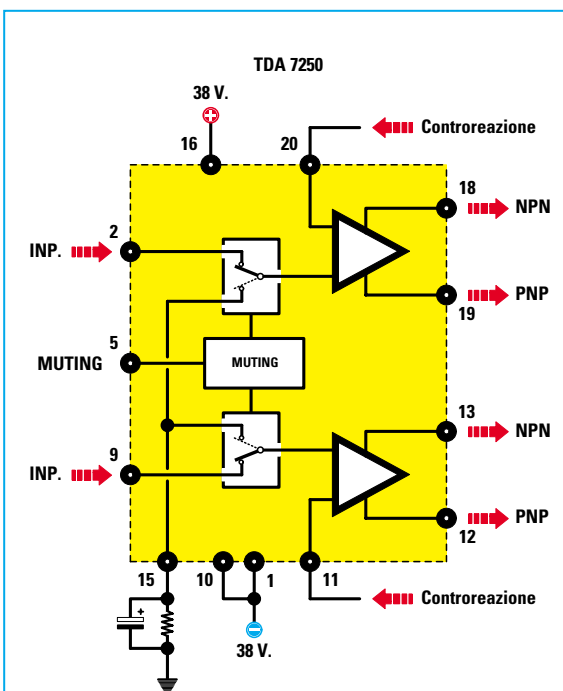 TDA 7250
38 V.
+
16
20
Controreazione
18
NPN
2
INP.
PNP
19
5
MUTING
MUTING
13
NPN
9
INP.
PNP
12
15
10
1
11
+
Controreazione
38 V.